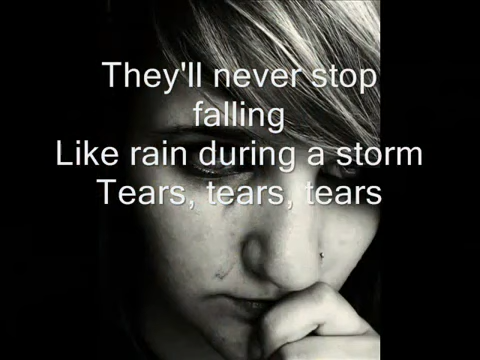 They'll never stop
falling
Like rain during a storm
Tears, tears, tears